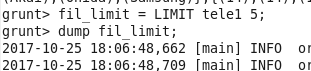 grunt> fil_limit = LIMIT tele1 5;
grunt> dump fil_limit;
2017-10-25 18:06:48,662 [main] INFO or
2017-10-25 18:06:48,709 [main] INFO or